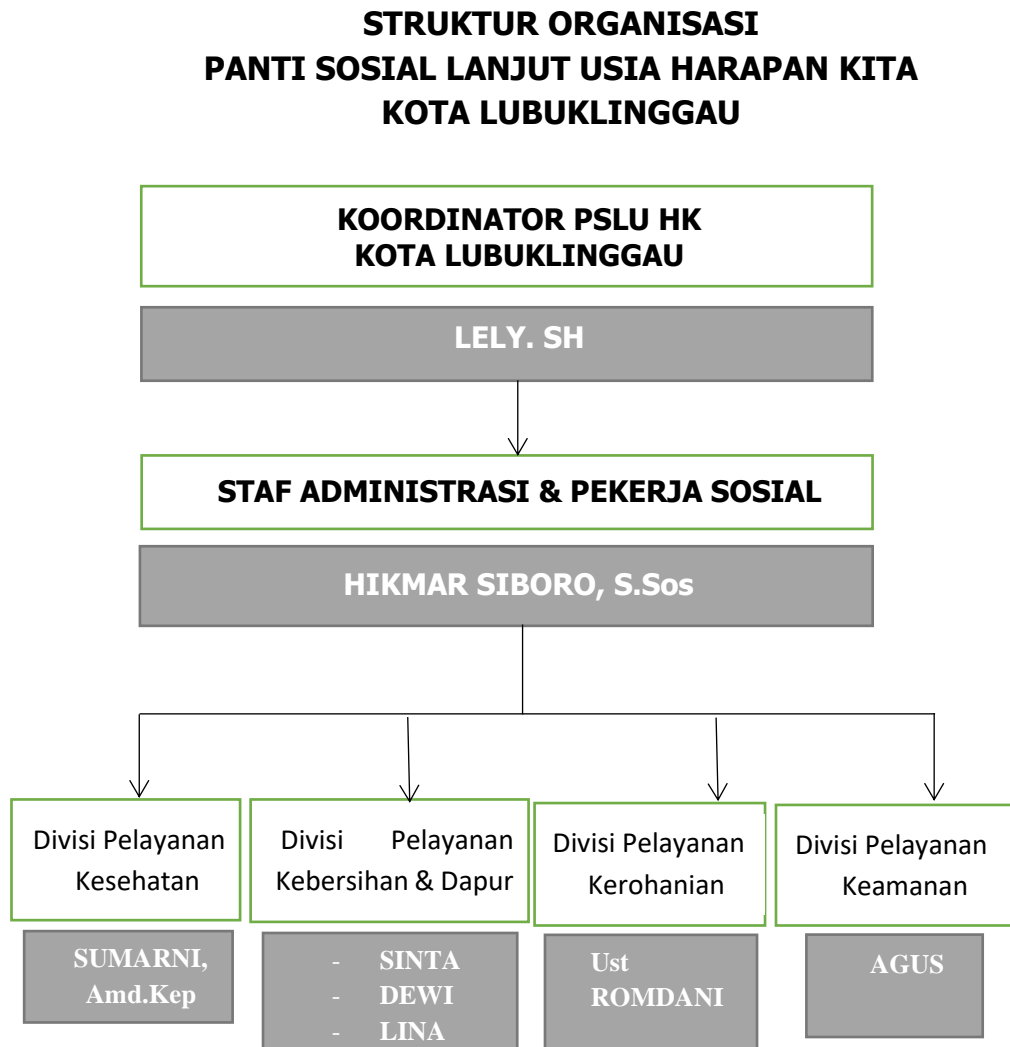 STRUKTUR ORGANISASI
PANTI SOSIAL LANJUT USIA HARAPAN KITA
KOTA LUBUKLINGGAU
KOORDINATOR PSLU HK
KOTA LUBUKLINGGAU
LELY. SH
STAF ADMINISTRASI & PEKERJA SOSIAL
HIKMAR SIBORO, S.Sos
Divisi Pelayanan
Kesehatan
SUMARNI,
Amd.Kep
Divisi Pelayanan
Kebersihan & Dapur
- SINTA
- DEWI
- LINA
Divisi Pelayanan
Kerohanian
Ust
ROMDANI
Divisi Pelayanan
Keamanan
AGUS